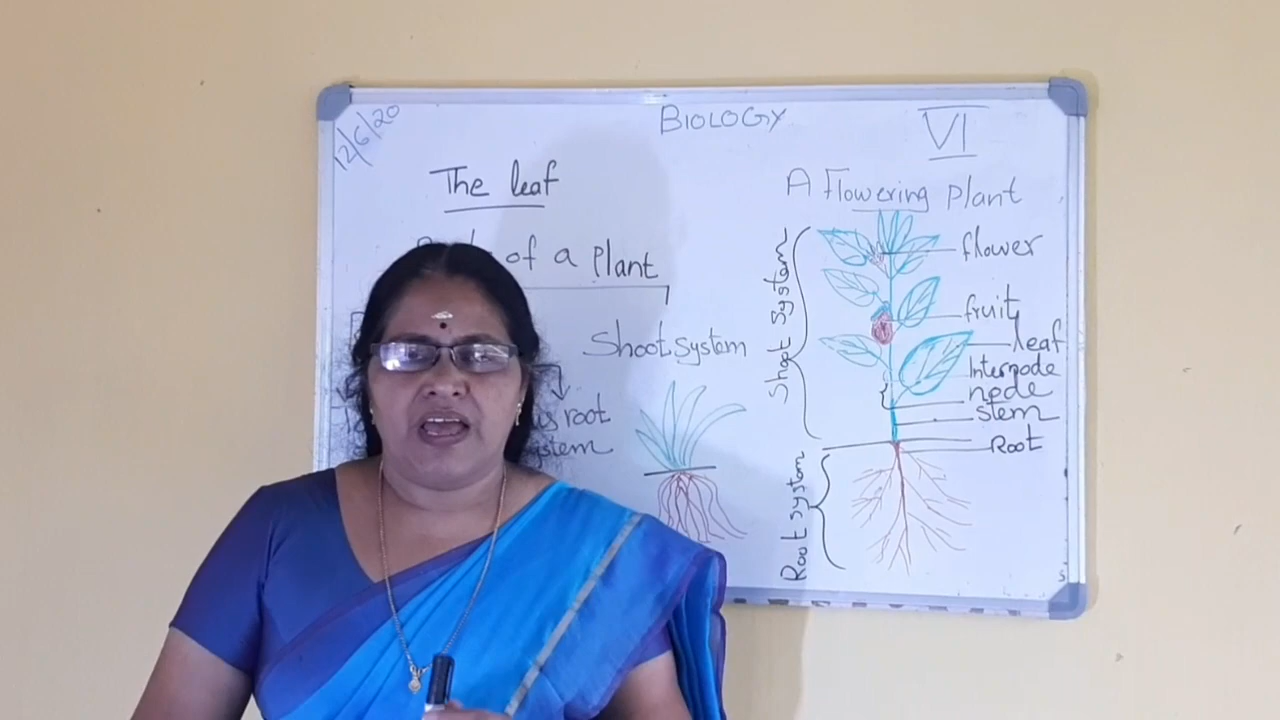 12/6/20
BIOLOGY
VI
The leaf
of a plant
Shoot System
root
A Flowering plant
flower
fruit
leaf
Internode
node
stem
Root
Shoot System
Root System